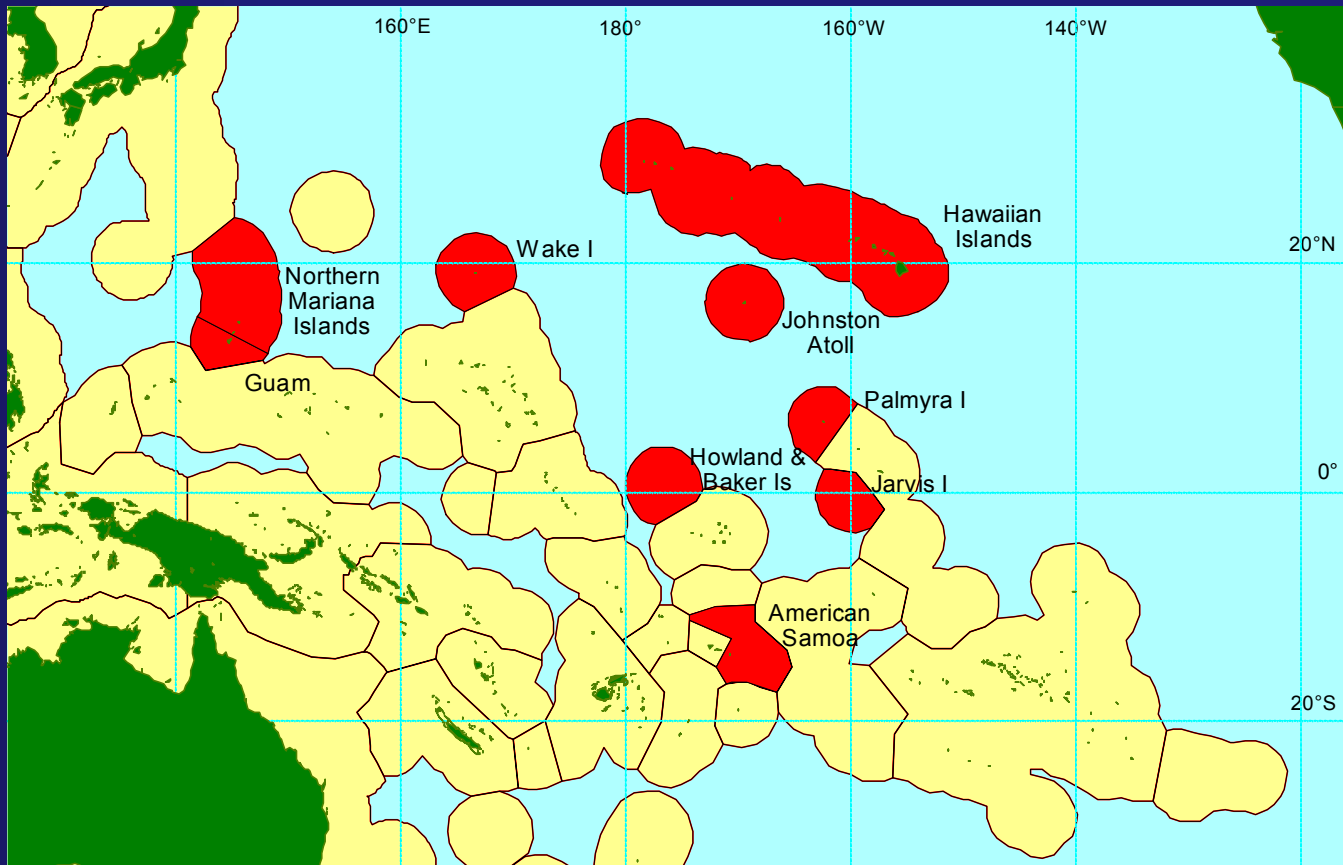 160°E
180°
160°W
140°W
Hawaiian
Islands
20°N
Wake I
Northern
Mariana
Islands
Johnston
Atoll
Guam
Palmyra I
Howland &
Baker Is
0°
Jarvis I
American
Samoa
20°S